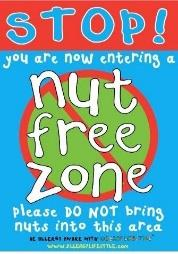 STOP!
you are now entering a
nut
free
zone
please DO NOT bring
nuts into this area
BE ALLERGY AWARE WITH
WWW.ALLERGYLIFESTYLE.COM